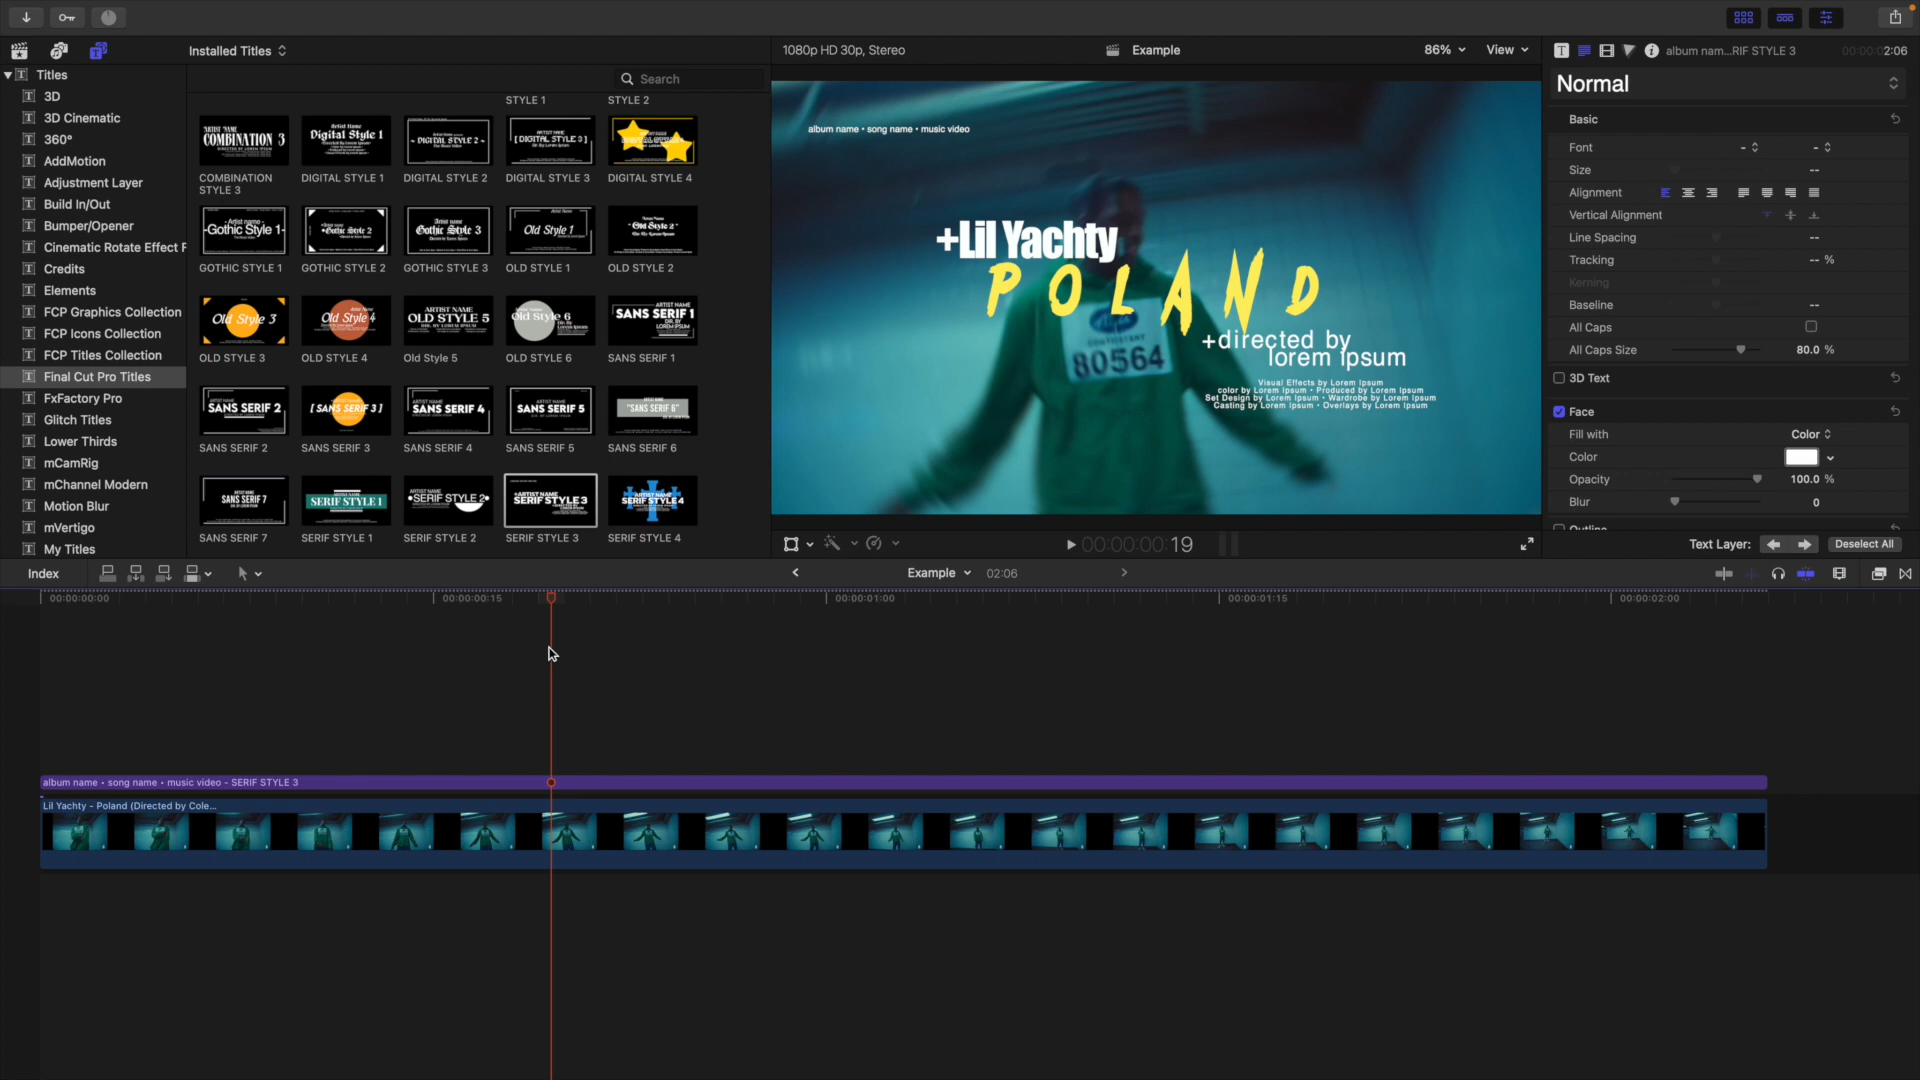 Installed Titles
1080p HD 30p, Stereo
Example
86%
View
album nam...RIF STYLE 3
00:00:02:06
Titles
3D
3D Cinematic
360°
AddMotion
Adjustment Layer
Build In/Out
Bumper/Opener
Cinematic Rotate Effect F
Credits
Elements
FCP Graphics Collection
FCP Icons Collection
FCP Titles Collection
Final Cut Pro Titles
FxFactory Pro
Glitch Titles
Lower Thirds
mCamRig
mChannel Modern
Motion Blur
mVertigo
My Titles
Search
STYLE 1
STYLE 2
COMBINATION STYLE 3
DIGITAL STYLE 1
DIGITAL STYLE 2
DIGITAL STYLE 3
DIGITAL STYLE 4
GOTHIC STYLE 1
GOTHIC STYLE 2
GOTHIC STYLE 3
OLD STYLE 1
OLD STYLE 2
OLD STYLE 3
OLD STYLE 4
Old Style 5
OLD STYLE 6
SANS SERIF 1
SANS SERIF 2
SANS SERIF 3
SANS SERIF 4
SANS SERIF 5
SANS SERIF 6
SANS SERIF 7
SERIF STYLE 1
SERIF STYLE 2
SERIF STYLE 3
SERIF STYLE 4
album name • song name • music video
+Lil Yachty
POLAND
CONTESTANT
80564
+directed by
lorem ipsum
Visual Effects by Lorem Ipsum
color by Lorem Ipsum • Produced by Lorem Ipsum
Set Design by Lorem Ipsum • Wardrobe by Lorem Ipsum
Casting by Lorem Ipsum • Overlays by Lorem Ipsum
00:00:00:19
Normal
Basic
Font - -
Size --
Alignment
Vertical Alignment
Line Spacing --
Tracking -- %
Kerning
Baseline --
All Caps
All Caps Size 80.0 %
3D Text
Face
Fill with Color
Color
Opacity 100.0 %
Blur 0
Outline
Text Layer:
Deselect All
Index
Example
02:06
00:00:00:00
00:00:00:15
00:00:01:00
00:00:01:15
00:00:02:00
album name • song name • music video - SERIF STYLE 3
Lil Yachty - Poland (Directed by Cole...